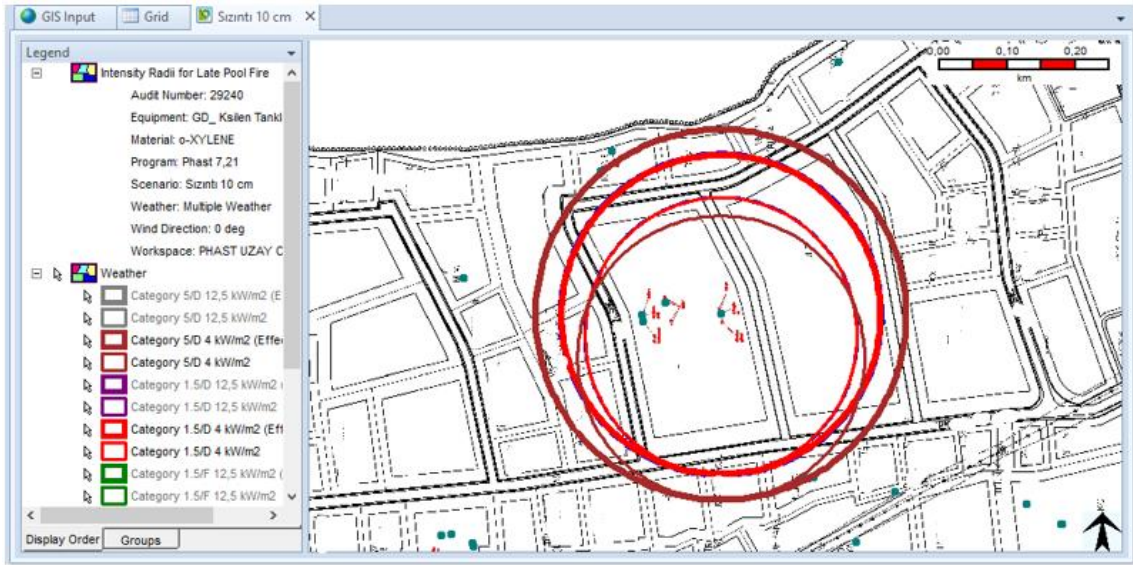 GIS Input
Grid
Sızıntı 10 cm
Legend
Intensity Radii for Late Pool Fire
Audit Number: 29240
Equipment: GD_ Ksilen Tankl
Material: o-XYLENE
Program: Phast 7,21
Scenario: Sızıntı 10 cm
Weather: Multiple Weather
Wind Direction: 0 deg
Workspace: PHAST UZAY C
Weather
Category 5/D 12,5 kW/m2 (E
Category 5/D 12,5 kW/m2
Category 5/D 4 kW/m2 (Effe
Category 5/D 4 kW/m2
Category 1.5/D 12,5 kW/m2 (
Category 1.5/D 12,5 kW/m2
Category 1.5/D 4 kW/m2 (Eff
Category 1.5/D 4 kW/m2
Category 1.5/F 12,5 kW/m2 (
Category 1.5/F 12,5 kW/m2
Display Order
Groups
0,00 0,10 0,20
km